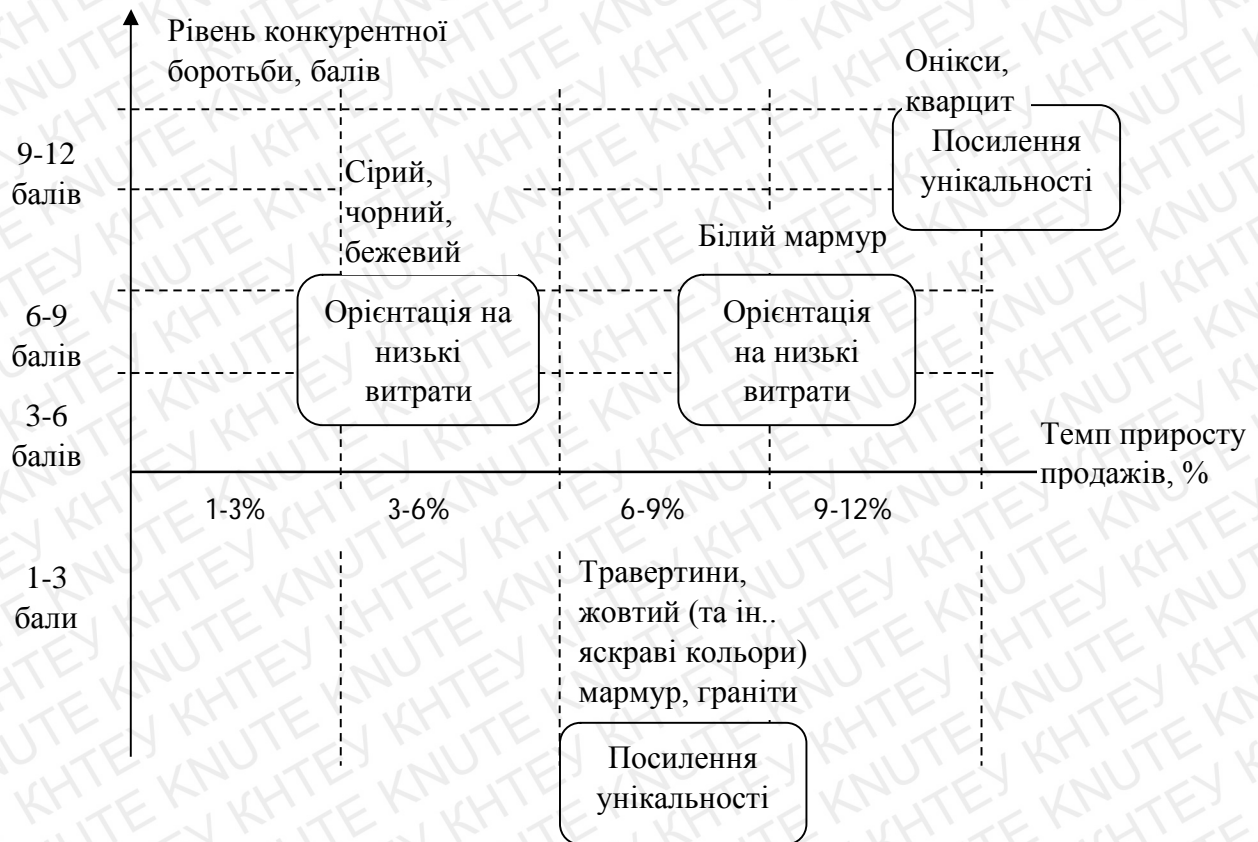 Рівень конкурентної
боротьби, балів
Онікси,
кварцит
Посилення
унікальності
9-12
балів
Сірий,
чорний,
бежевий
Білий мармур
Орієнтація на
низькі
витрати
Орієнтація
на низькі
витрати
6-9
балів
3-6
балів
Темп приросту
продажів, %
1-3%
3-6%
6-9%
9-12%
1-3
бали
Травертини,
жовтий (та ін..
яскраві кольори)
мармур, граніти
Посилення
унікальності
KNUTE КНТЕУ